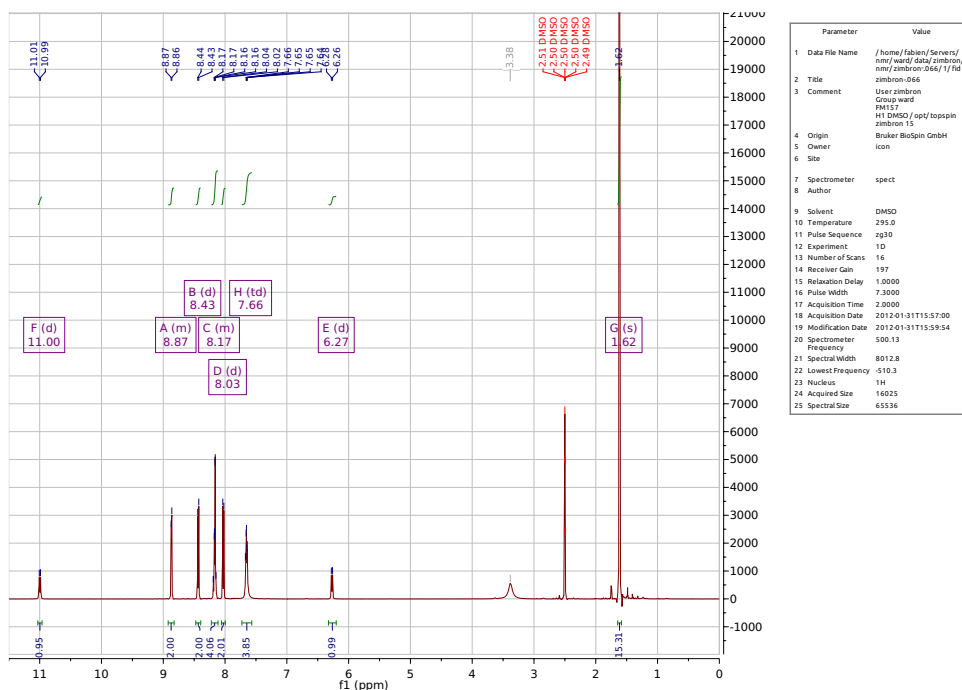 11.01
10.99
8.87
8.86
8.44
8.43
8.17
8.17
8.16
8.16
8.04
8.02
7.66
7.65
7.65
7.64
6.28
6.26
3.38
2.51 DMSO
2.50 DMSO
2.50 DMSO
2.50 DMSO
2.49 DMSO
1.62
F (d)
11.00
A (m)
8.87
B (d)
8.43
C (m)
8.17
D (d)
8.03
H (td)
7.66
E (d)
6.27
G (s)
1.62
0.95
2.00
2.00
4.06
2.01
3.85
0.99
15.31
11 10 9 8 7 6 5 4 3 2 1 0
f1 (ppm)
21000
20000
19000
18000
17000
16000
15000
14000
13000
12000
11000
10000
9000
8000
7000
6000
5000
4000
3000
2000
1000
0
-1000
Parameter Value
1 Data File Name /home/fabien/Servers/
nmr/ward/data/zimbron/
nmr/zimbron-066/1/fid
2 Title zimbron-066
3 Comment User zimbron
Group ward
FM157
H1 DMSO /opt/topspin
zimbron 15
4 Origin Bruker BioSpin GmbH
5 Owner icon
6 Site
7 Spectrometer spect
8 Author
9 Solvent DMSO
10 Temperature 295.0
11 Pulse Sequence zg30
12 Experiment 1D
13 Number of Scans 16
14 Receiver Gain 197
15 Relaxation Delay 1.0000
16 Pulse Width 7.3000
17 Acquisition Time 2.0000
18 Acquisition Date 2012-01-31T15:57:00
19 Modification Date 2012-01-31T15:59:54
20 Spectrometer 500.13
Frequency
21 Spectral Width 8012.8
22 Lowest Frequency -510.3
23 Nucleus 1H
24 Acquired Size 16025
25 Spectral Size 65536